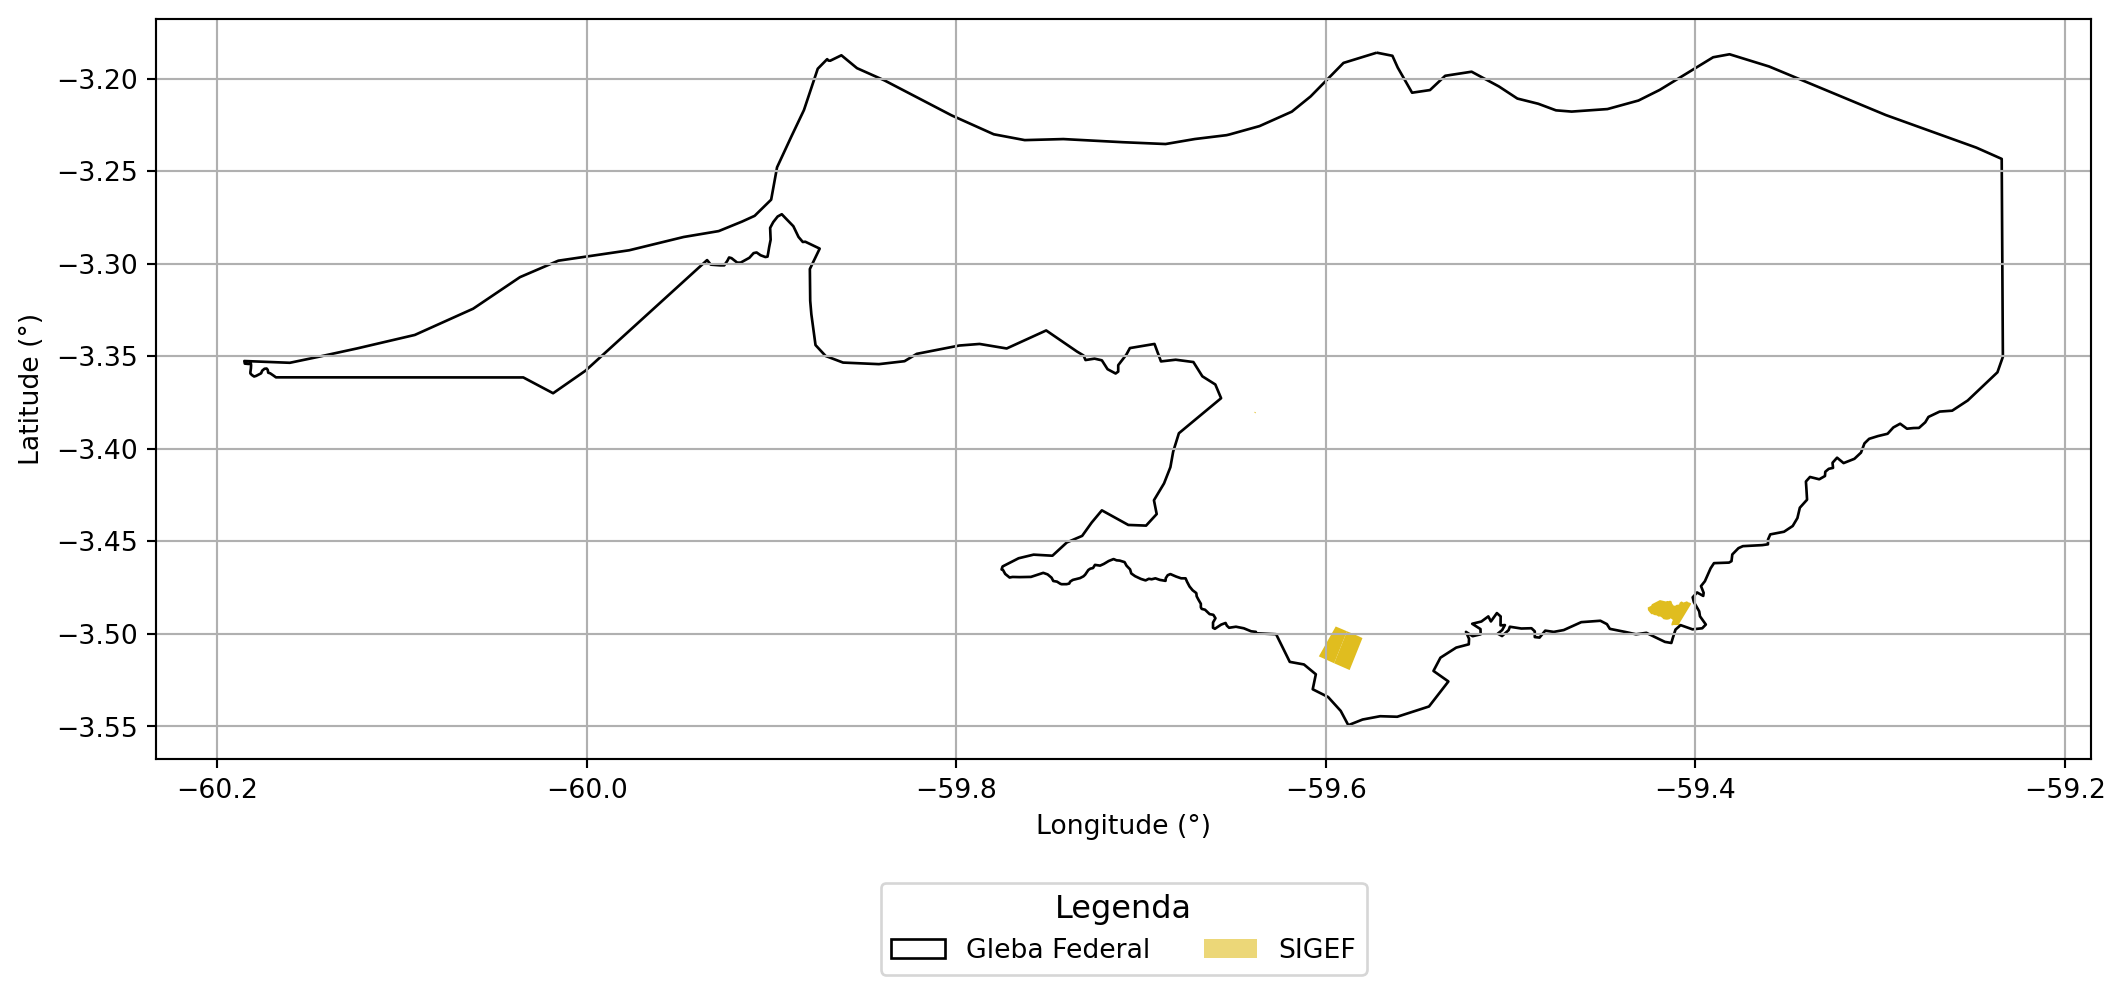 −3.20
−3.25
−3.30
−3.35
−3.40
−3.45
−3.50
−3.55
Latitude (°)
−60.2 −60.0 −59.8 −59.6 −59.4 −59.2
Longitude (°)
Legenda
Gleba Federal SIGEF